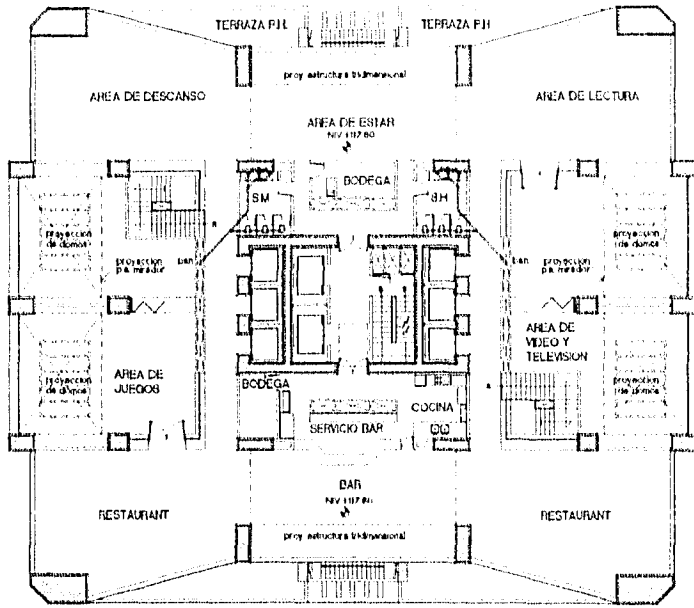 TERRAZA P.H.
TERRAZA P.H
proy. estructura tridimensional
AREA DE DESCANSO
AREA DE LECTURA
AREA DE ESTAR
BODEGA
S.M
S.H
proyeccion
de domos
proyeccion
p.a. mirador
proyeccion
p.a. mirador
proyeccion
de domos
AREA DE
VIDEO Y
TELEVISION
AREA DE
JUEGOS
proyeccion
de domos
proyeccion
de domos
BODEGA
COCINA
SERVICIO BAR
BAR
RESTAURANT
RESTAURANT
proy. estructura tridimensional